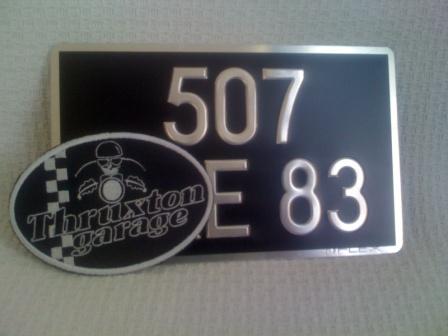 507
E 83
Thruxton
garage